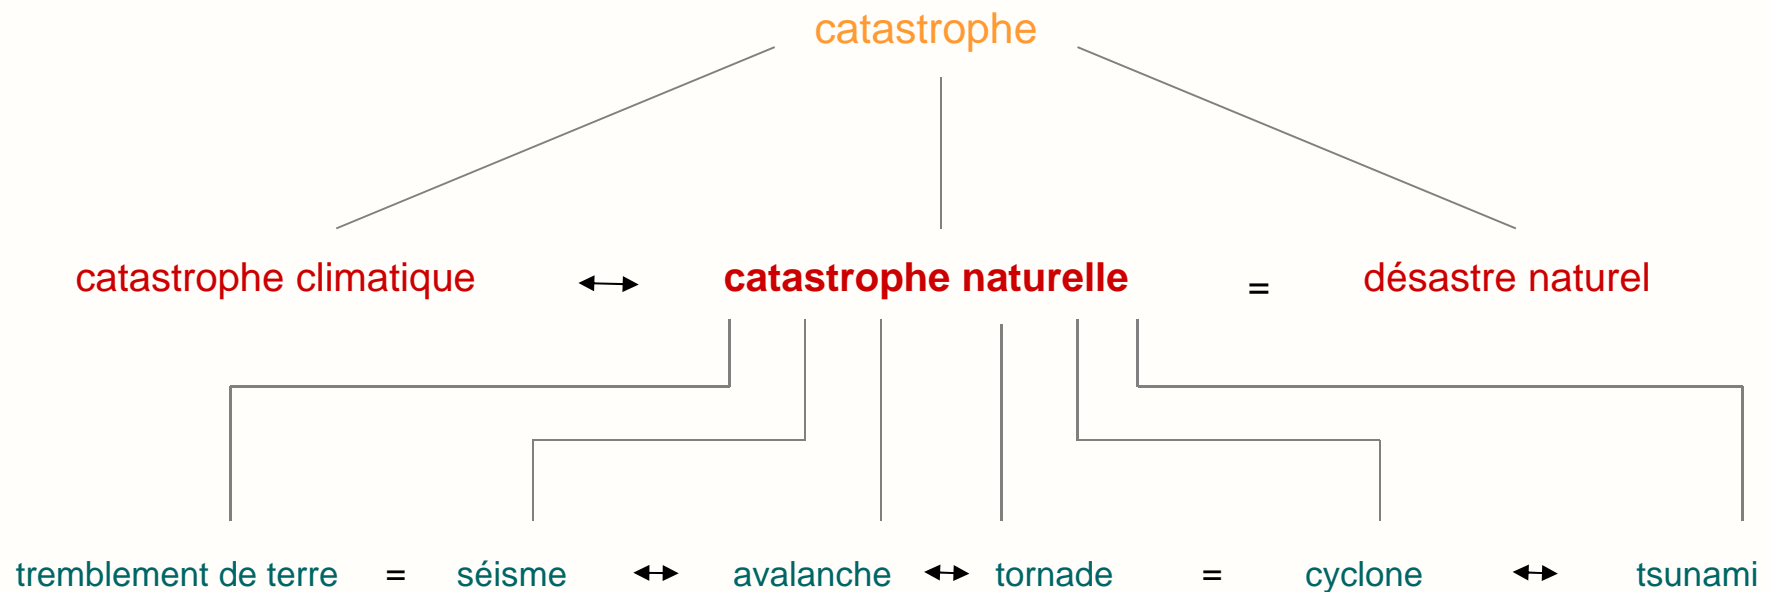 catastrophe
catastrophe climatique catastrophe naturelle = désastre naturel
tremblement de terre = séisme avalanche tornade = cyclone tsunami